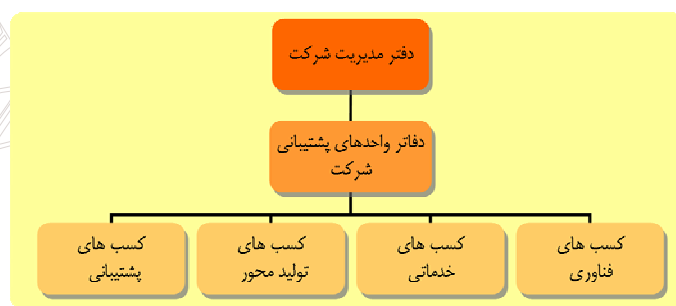 دفتر مدیریت شرکت
دفاتر واحدهای پشتیبانی
شرکت
کسب های
فناوری
کسب های
خدماتی
کسب های
تولید محور
کسب های
پشتیبانی